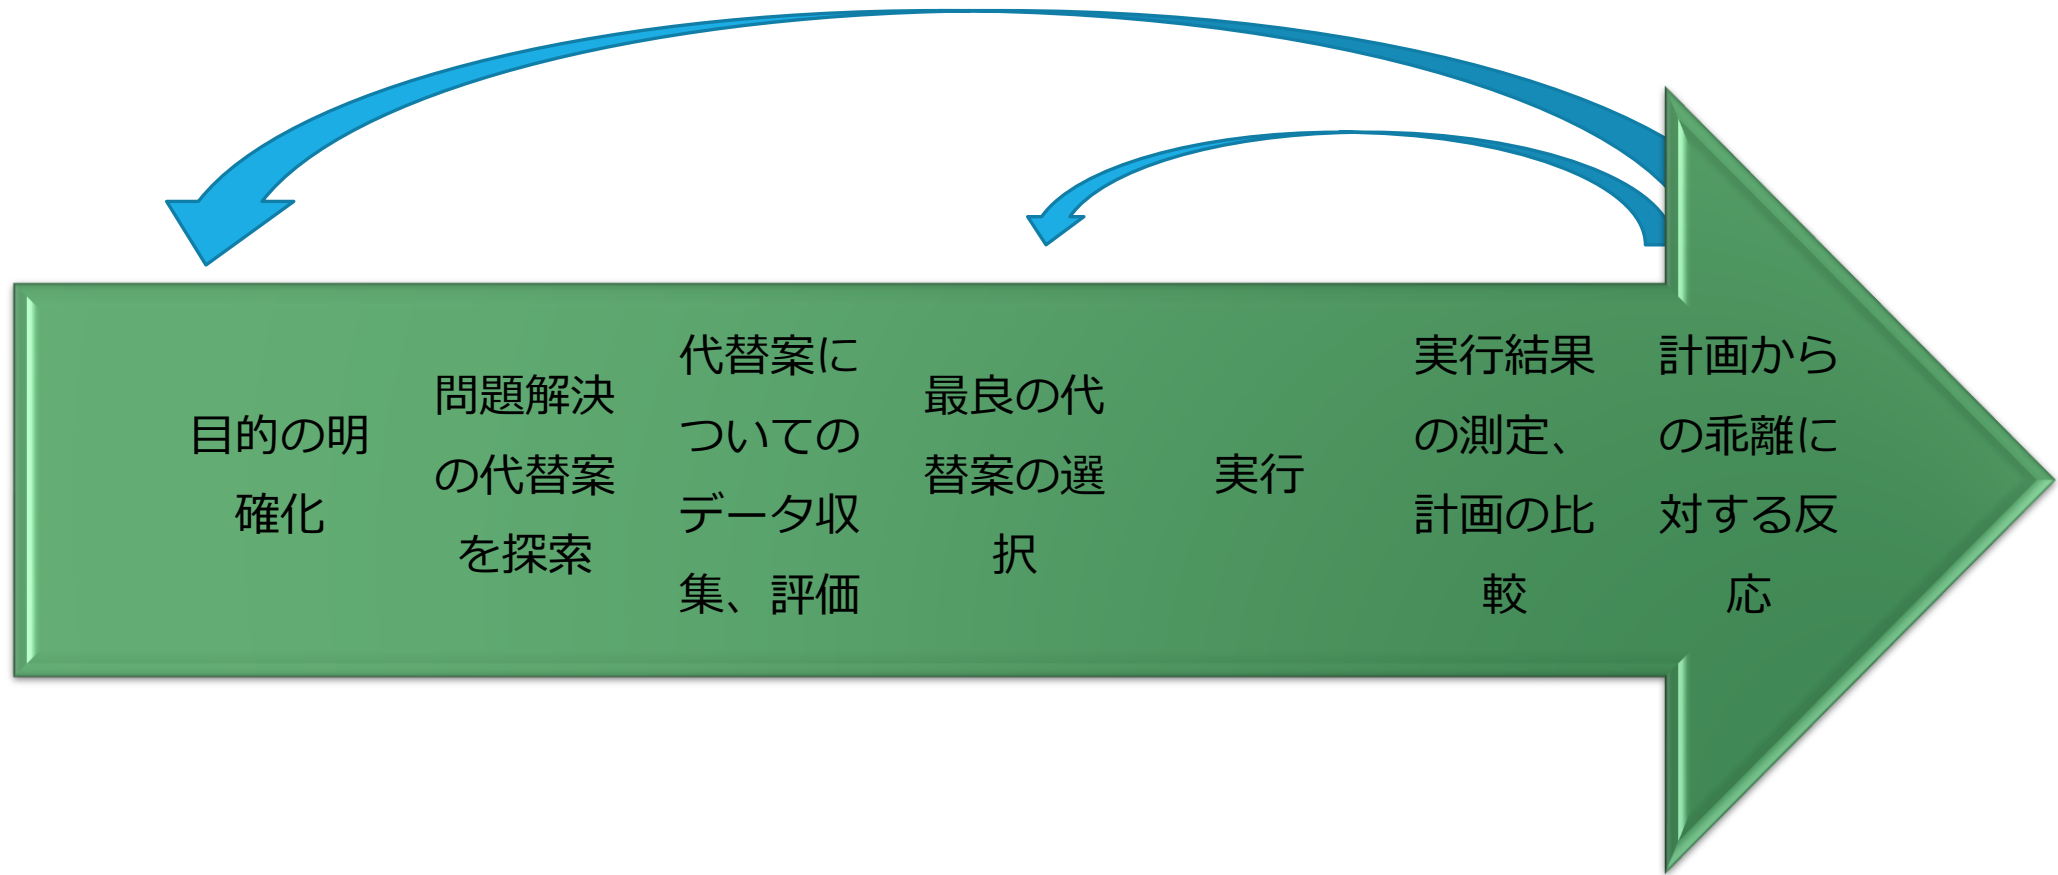 目的の明
確化
問題解決
の代替案
を探索
代替案に
ついての
データ収
集、評価
最良の代
替案の選
択
実行
実行結果
の測定、
計画の比
較
計画から
の乖離に
対する反
応